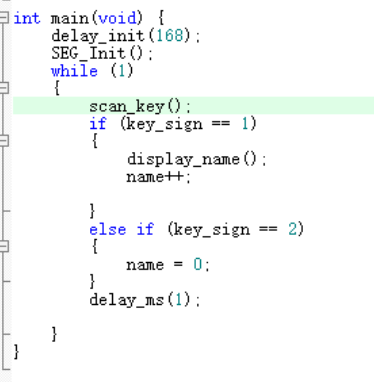 int main(void) {
    delay_init(168);
    SEG_Init();
    while (1)
    {
        scan_key();
        if (key_sign == 1)
        {
            display_name();
            name++;

        }
        else if (key_sign == 2)
        {
            name = 0;
        }
        delay_ms(1);

    }
}